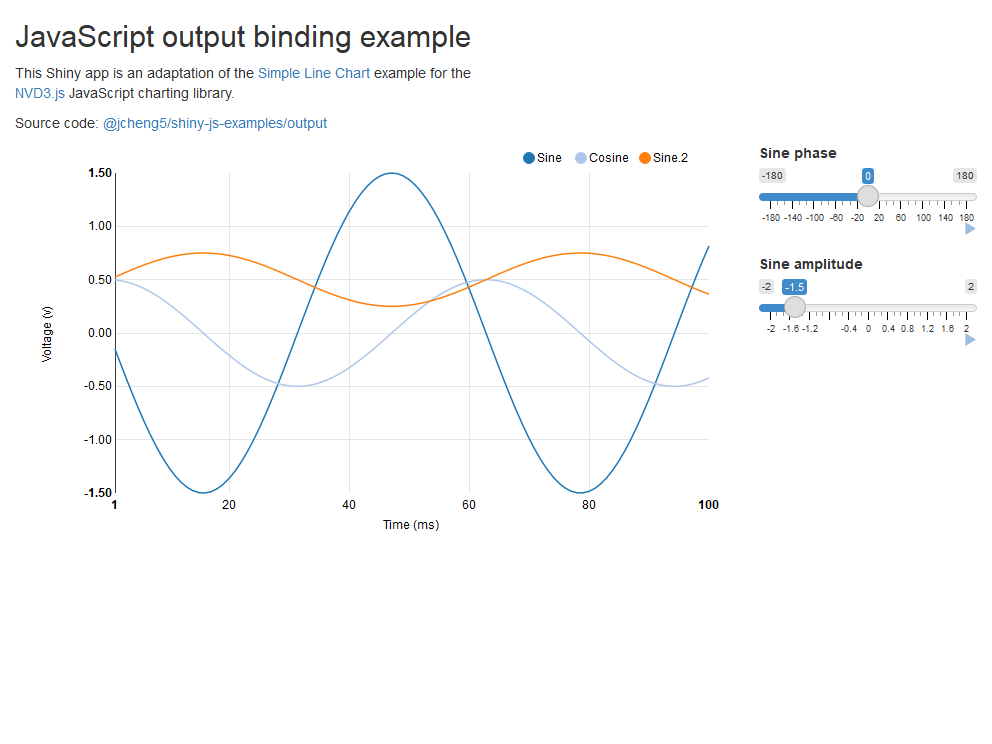 JavaScript output binding example
This Shiny app is an adaptation of the Simple Line Chart example for the
NVD3.js JavaScript charting library.
Source code: @jcheng5/shiny-js-examples/output
Sine Cosine Sine.2
1.50
1.00
0.50
0.00
-0.50
-1.00
-1.50
Voltage (v)
1 20 40 60 80 100
Time (ms)
Sine phase
-180 0 180
-180 -140 -100 -60 -20 20 60 100 140 180
Sine amplitude
-2 -1.5 2
-2 -1.6 -1.2 -0.4 0 0.4 0.8 1.2 1.6 2